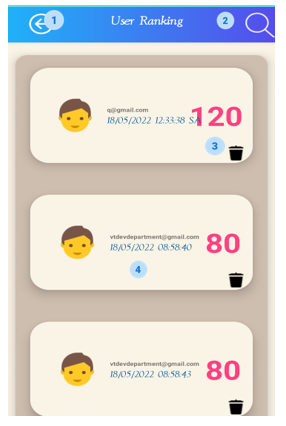 1 User Ranking 2
q@gmail.com
18/05/2022 12:33:38 SA
120
3
vtdevdepartment@gmail.com
18/05/2022 08:58:40
80
4
vtdevdepartment@gmail.com
18/05/2022 08:58:43
80